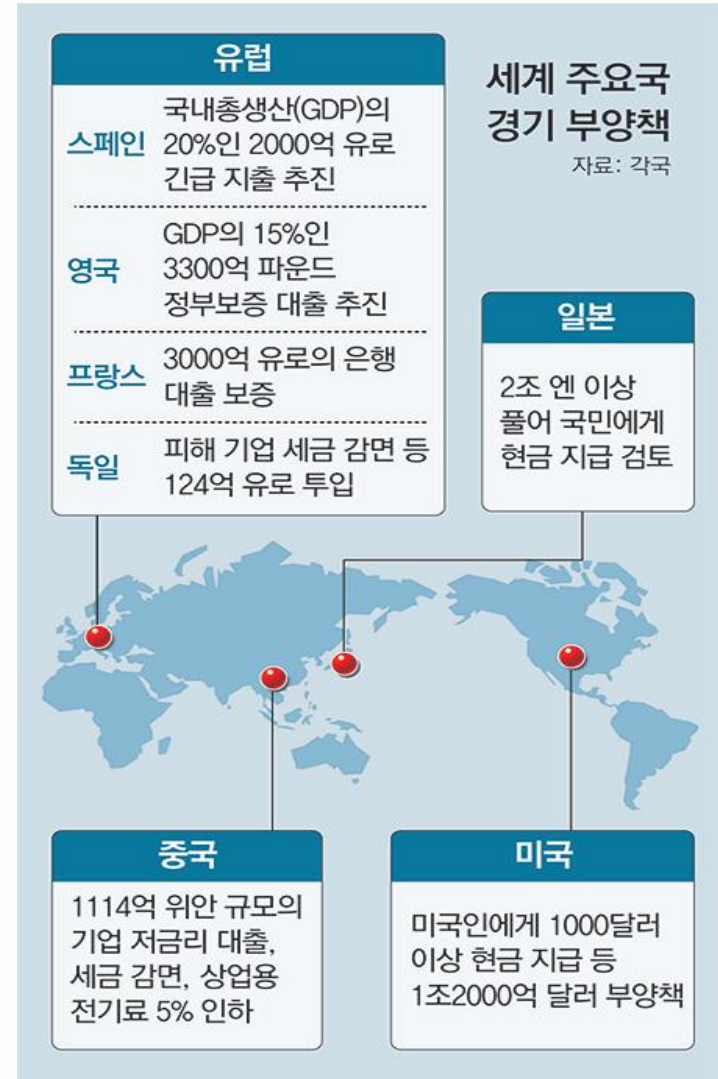 세계 주요국
경기 부양책
자료: 각국
유럽
스페인
국내총생산(GDP)의
20%인 2000억 유로
긴급 지출 추진
영국
GDP의 15%인
3300억 파운드
정부보증 대출 추진
프랑스
3000억 유로의 은행
대출 보증
독일
피해 기업 세금 감면 등
124억 유로 투입
일본
2조 엔 이상
풀어 국민에게
현금 지급 검토
중국
1114억 위안 규모의
기업 저금리 대출,
세금 감면, 상업용
전기료 5% 인하
미국
미국인에게 1000달러
이상 현금 지급 등
1조2000억 달러 부양책